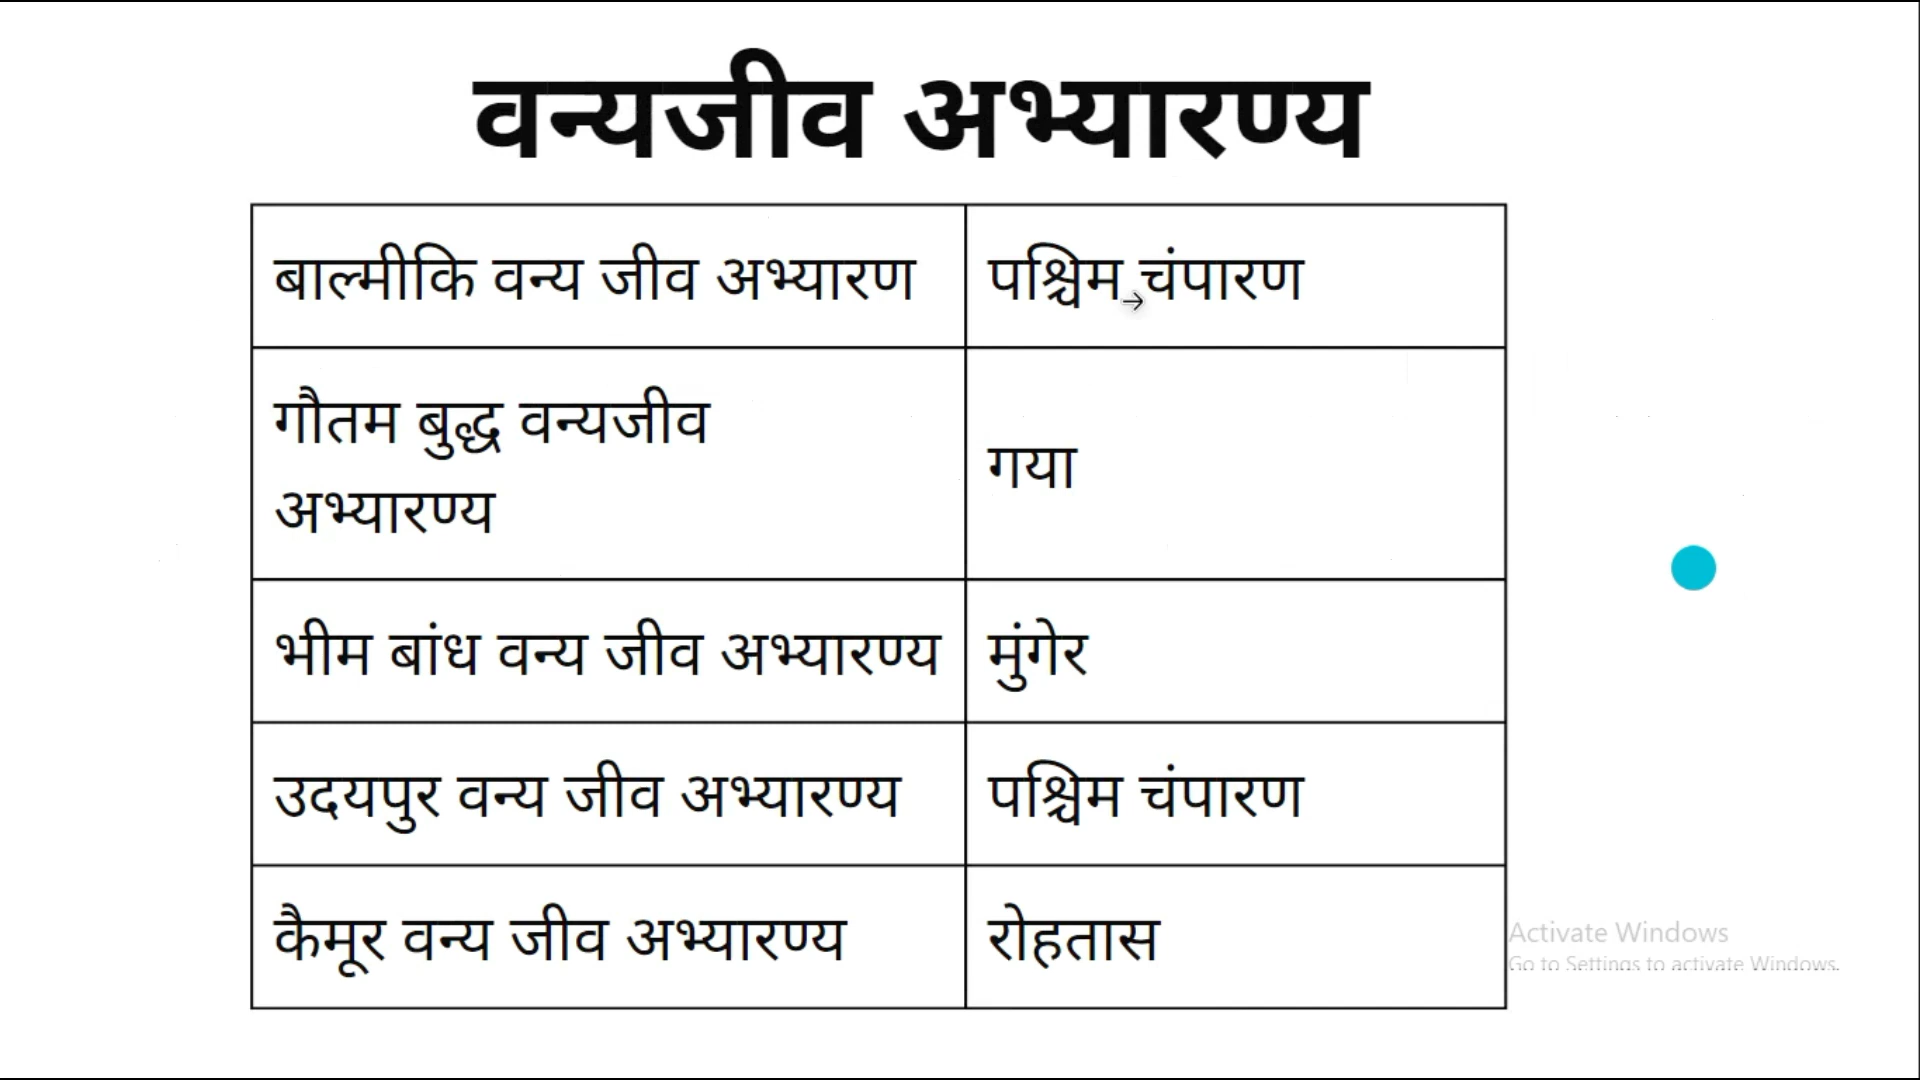 वन्यजीव अभ्यारण्य
बाल्मीकि वन्य जीव अभ्यारण
पश्चिम चंपारण
गौतम बुद्ध वन्यजीव
अभ्यारण्य
गया
भीम बांध वन्य जीव अभ्यारण्य
मुंगेर
उदयपुर वन्य जीव अभ्यारण्य
पश्चिम चंपारण
कैमूर वन्य जीव अभ्यारण्य
रोहतास
Activate Windows
Go to Settings to activate Windows.